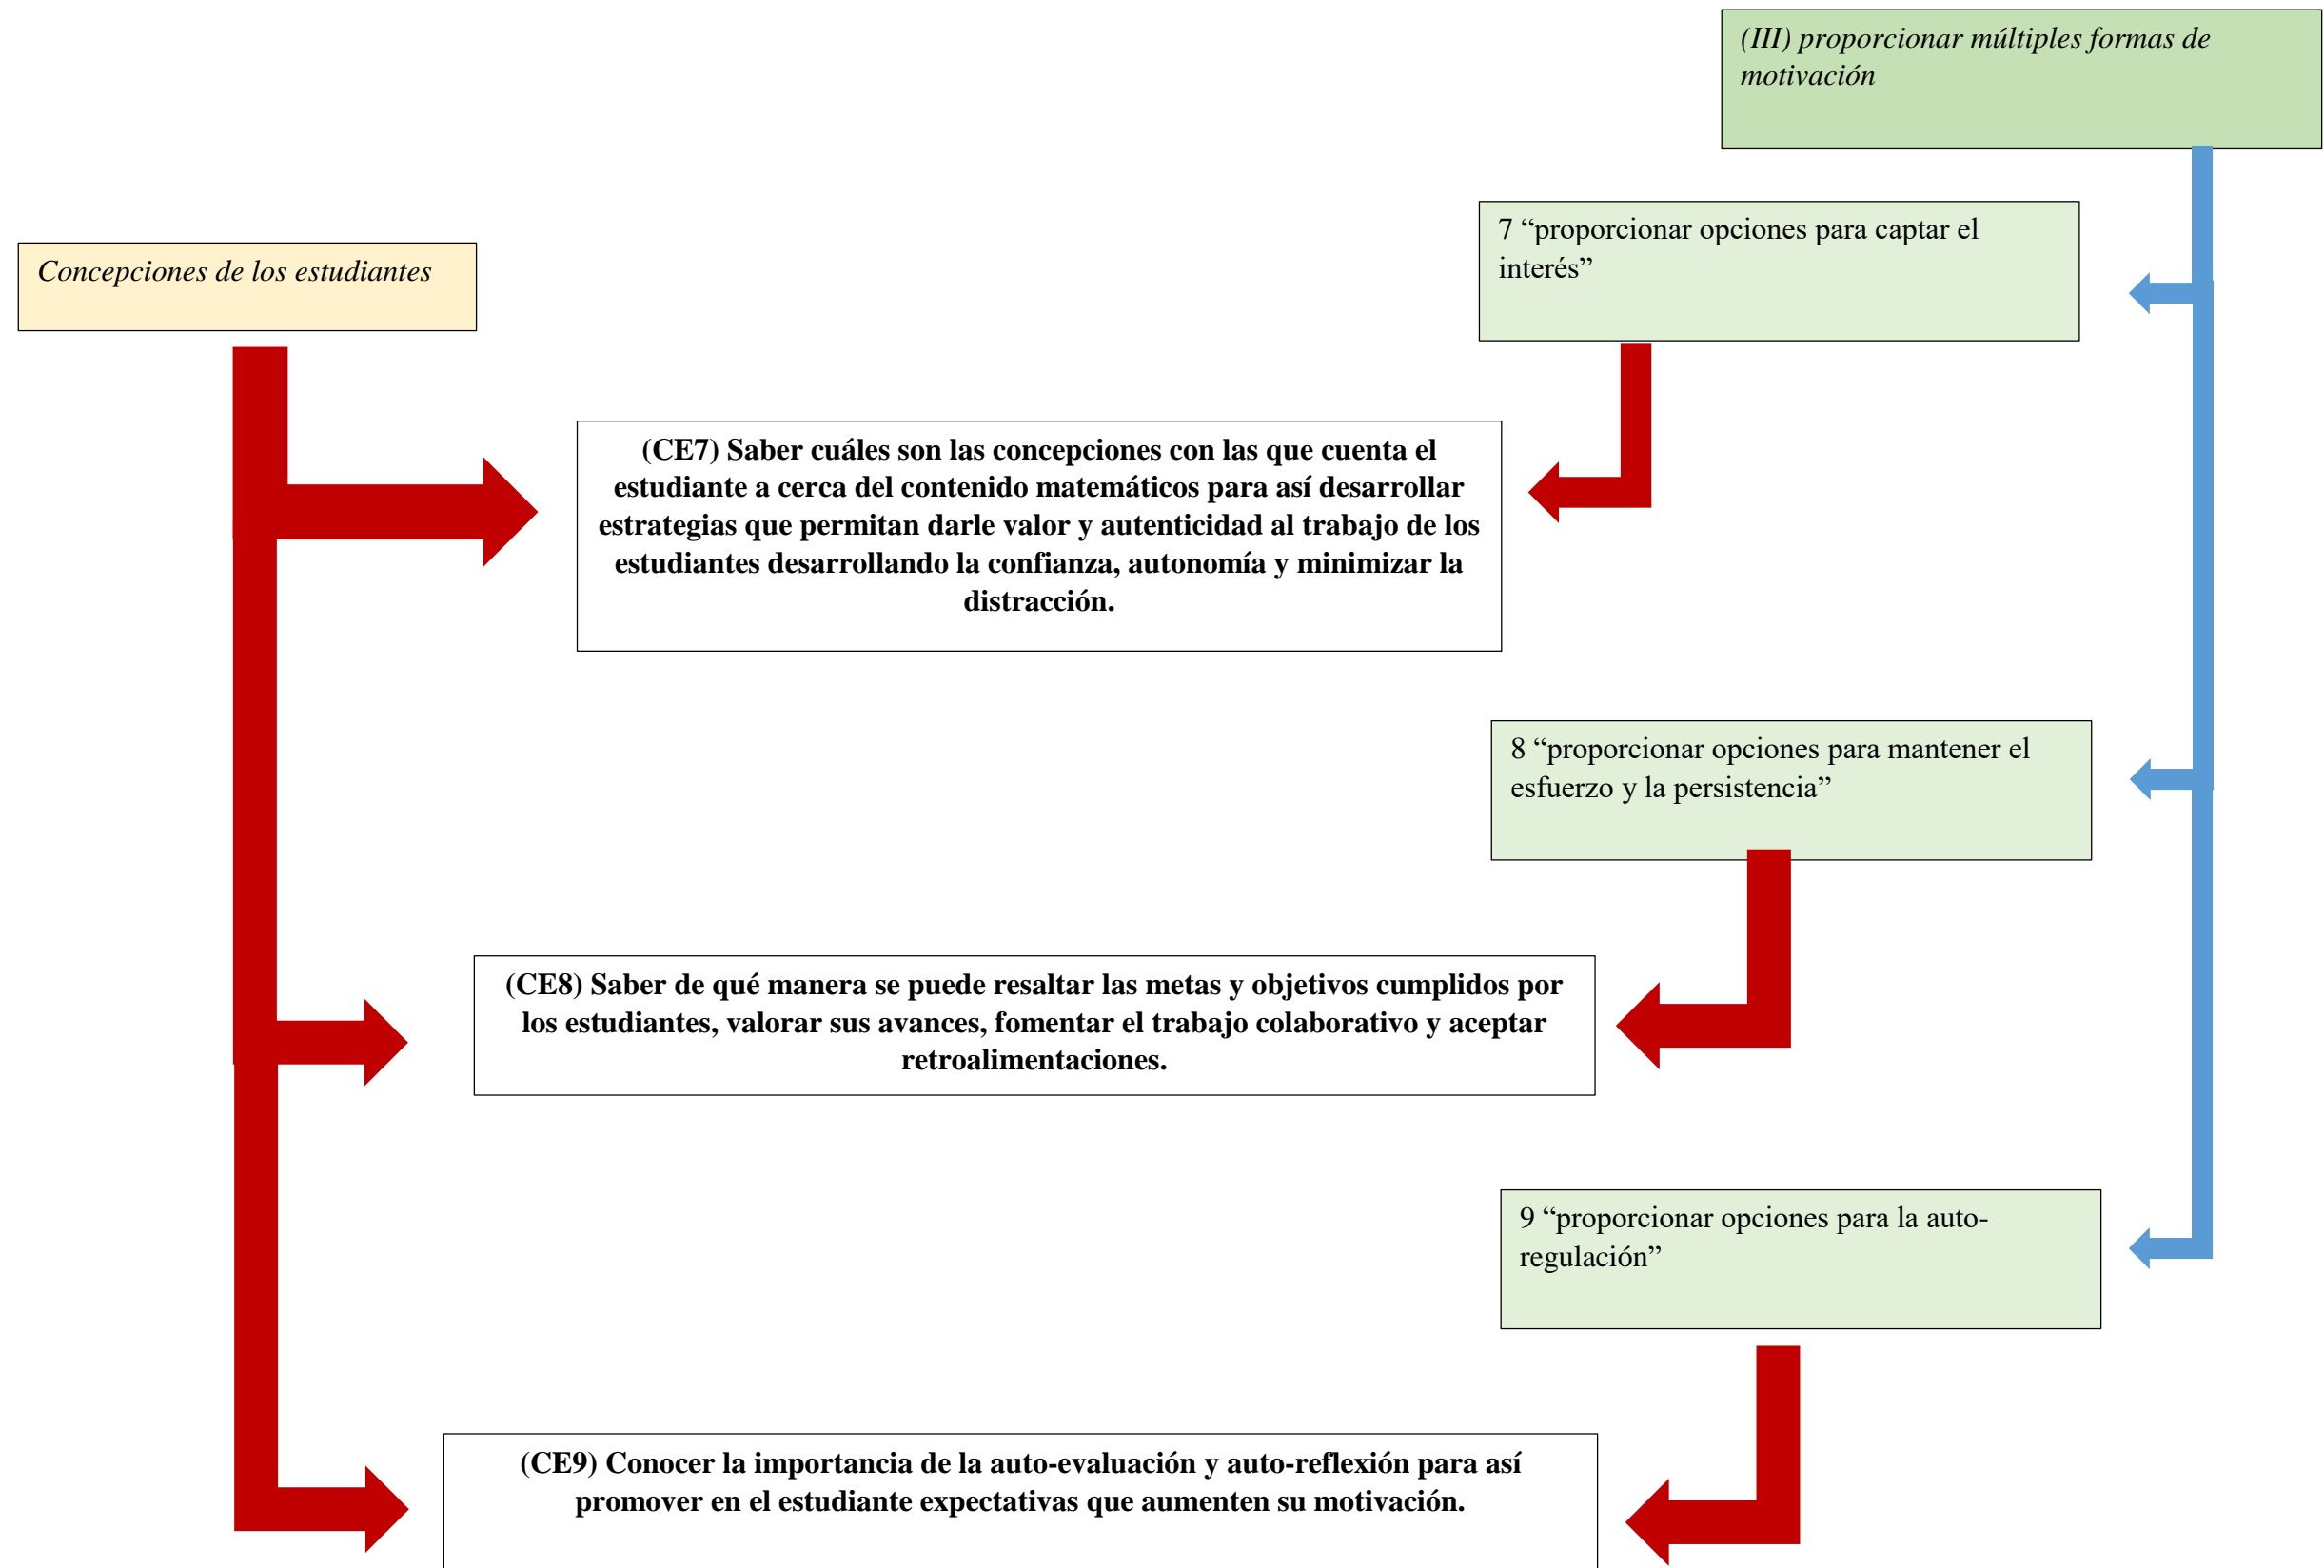 (III) proporcionar múltiples formas de
motivación
7 “proporcionar opciones para captar el
interés”
Concepciones de los estudiantes
(CE7) Saber cuáles son las concepciones con las que cuenta el
estudiante a cerca del contenido matemáticos para así desarrollar
estrategias que permitan darle valor y autenticidad al trabajo de los
estudiantes desarrollando la confianza, autonomía y minimizar la
distracción.
8 “proporcionar opciones para mantener el
esfuerzo y la persistencia”
(CE8) Saber de qué manera se puede resaltar las metas y objetivos cumplidos por
los estudiantes, valorar sus avances, fomentar el trabajo colaborativo y aceptar
retroalimentaciones.
9 “proporcionar opciones para la auto-
regulación”
(CE9) Conocer la importancia de la auto-evaluación y auto-reflexión para así
promover en el estudiante expectativas que aumenten su motivación.